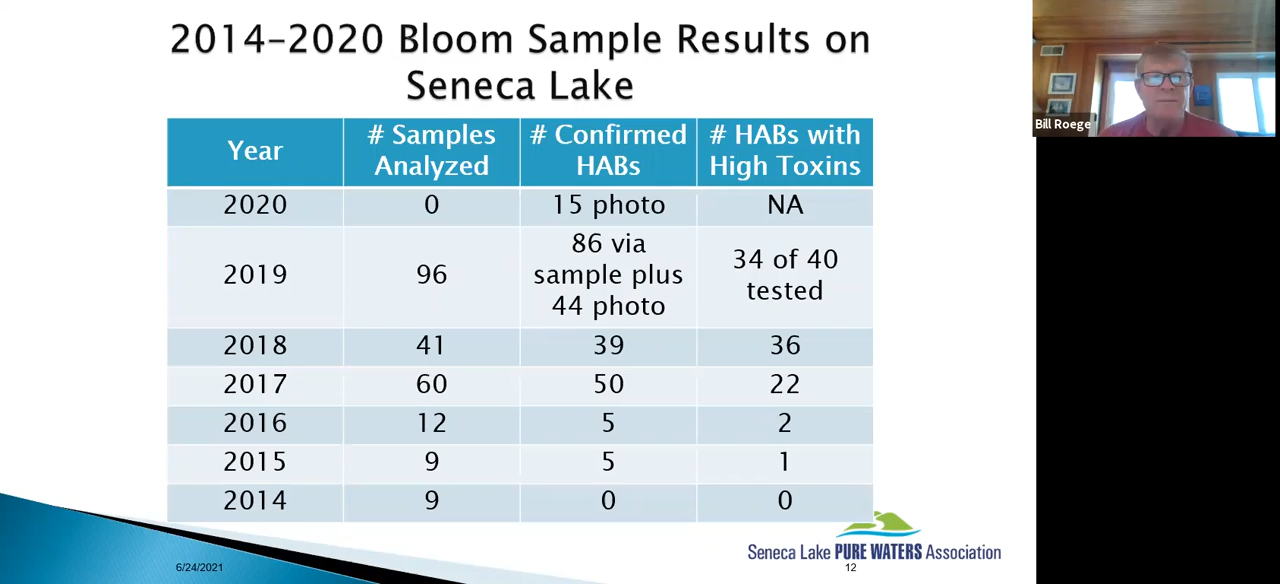 2014-2020 Bloom Sample Results on
Seneca Lake
Year
# Samples
Analyzed
# Confirmed
HABs
# HABs with
High Toxins
2020
0
15 photo
NA
2019
96
86 via
sample plus
44 photo
34 of 40
tested
2018
41
39
36
2017
60
50
22
2016
12
5
2
2015
9
5
1
2014
9
0
0
Seneca Lake PURE WATERS Association
6/24/2021
12
Bill Roege